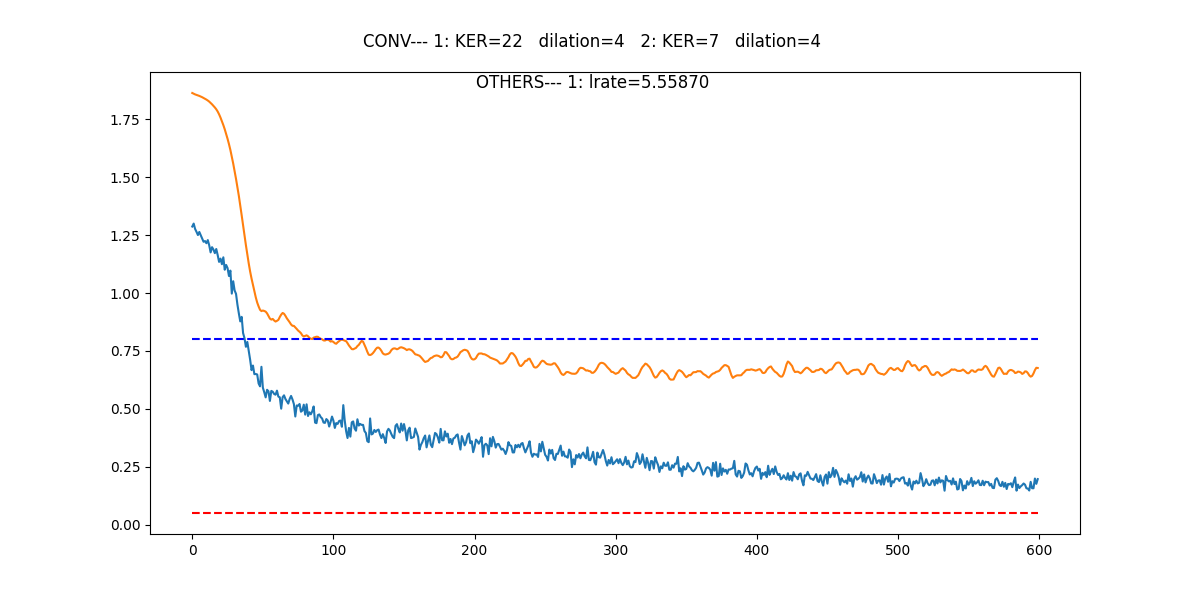 CONV--- 1: KER=22   dilation=4   2: KER=7   dilation=4
OTHERS--- 1: lrate=5.55870
1.75
1.50
1.25
1.00
0.75
0.50
0.25
0.00
0 100 200 300 400 500 600